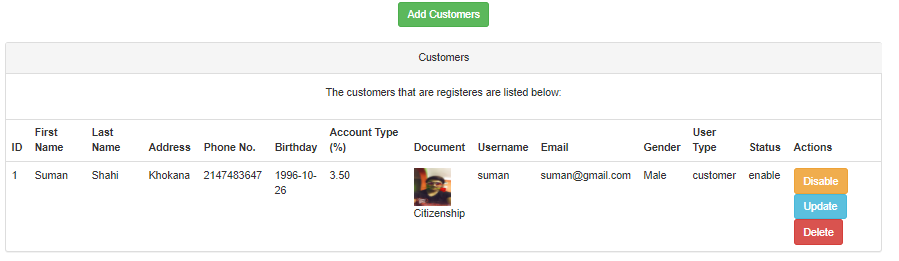 Add Customers
Customers
The customers that are registeres are listed below:
First Last Account Type User
ID Name Name Address Phone No. Birthday (%) Document Username Email Gender Type Status Actions
1 Suman Shahi Khokana 2147483647 1996-10- 3.50 suman suman@gmail.com Male customer enable Disable
26
Update
Citizenship
Delete